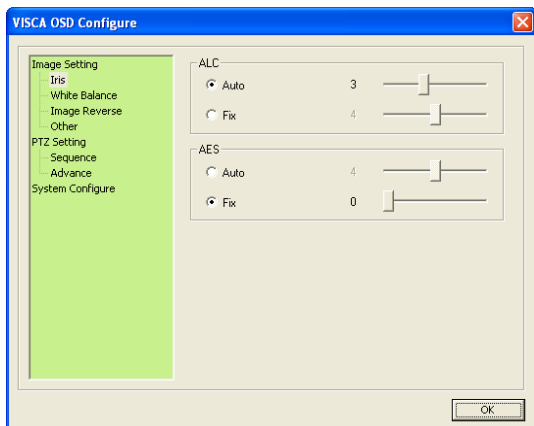 VISCA OSD Configure
Image Setting
Iris
White Balance
Image Reverse
Other
PTZ Setting
Sequence
Advance
System Configure
ALC
Auto 3
Fix 4
AES
Auto 4
Fix 0
OK